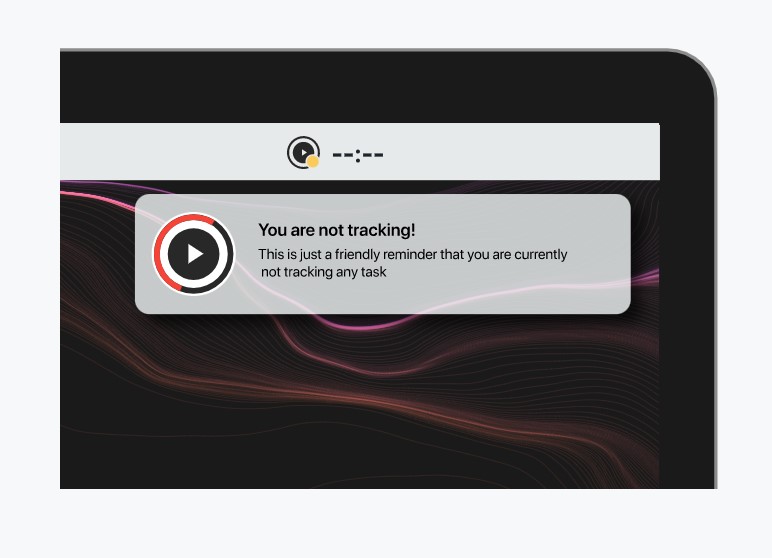 --:--
You are not tracking!
This is just a friendly reminder that you are currently
not tracking any task